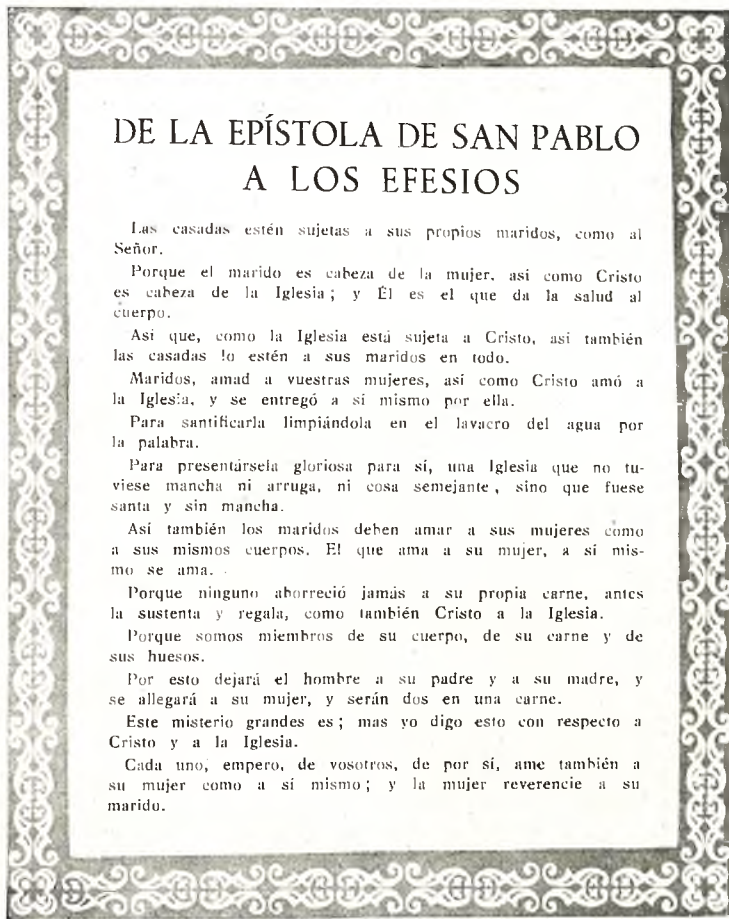 DE LA EPÍSTOLA DE SAN PABLO
A LOS EFESIOS
Las casadas estén sujetas a sus propios maridos, como al
Señor.
Porque el marido es cabeza de la mujer, asi como Cristo
es cabeza de la Iglesia; y Él es el que da la salud al
cuerpo.
Asi que, como la Iglesia está sujeta a Cristo, asi también
las casadas lo estén a sus maridos en todo.
Maridos, amad a vuestras mujeres, así como Cristo amó a
la Iglesia, y se entregó a sí mismo por ella.
Para santificarla limpiándola en el lavacro del agua por
la palabra.
Para presentársela gloriosa para sí, una Iglesia que no tu-
viese mancha ni arruga, ni cosa semejante, sino que fuese
santa y sin mancha.
Así también los maridos deben amar a sus mujeres como
a sus mismos cuerpos. El que ama a su mujer, a sí mis-
mo se ama.
Porque ninguno aborreció jamás a su propia carne, antes
la sustenta y regala, como también Cristo a la Iglesia.
Porque somos miembros de su cuerpo, de su carne y de
sus huesos.
Por esto dejará el hombre a su padre y a su madre, y
se allegará a su mujer, y serán dos en una carne.
Este misterio grandes es; mas yo digo esto con respecto a
Cristo y a la Iglesia.
Cada uno, empero, de vosotros, de por sí, ame también a
su mujer como a sí mismo; y la mujer reverencie a su
marido.